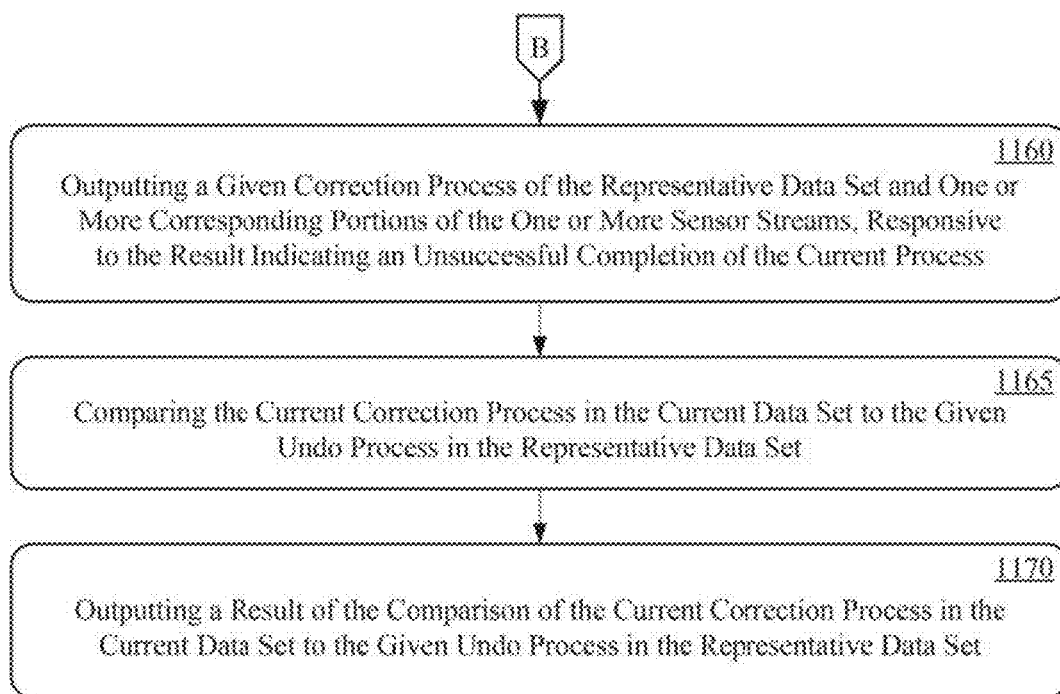 B
1160
Outputting a Given Correction Process of the Representative Data Set and One or
More Corresponding Portions of the One or More Sensor Streams, Responsive
to the Result Indicating an Unsuccessful Completion of the Current Process
1165
Comparing the Current Correction Process in the Current Data Set to the Given
Undo Process in the Representative Data Set
1170
Outputting a Result of the Comparison of the Current Correction Process in the
Current Data Set to the Given Undo Process in the Representative Data Set